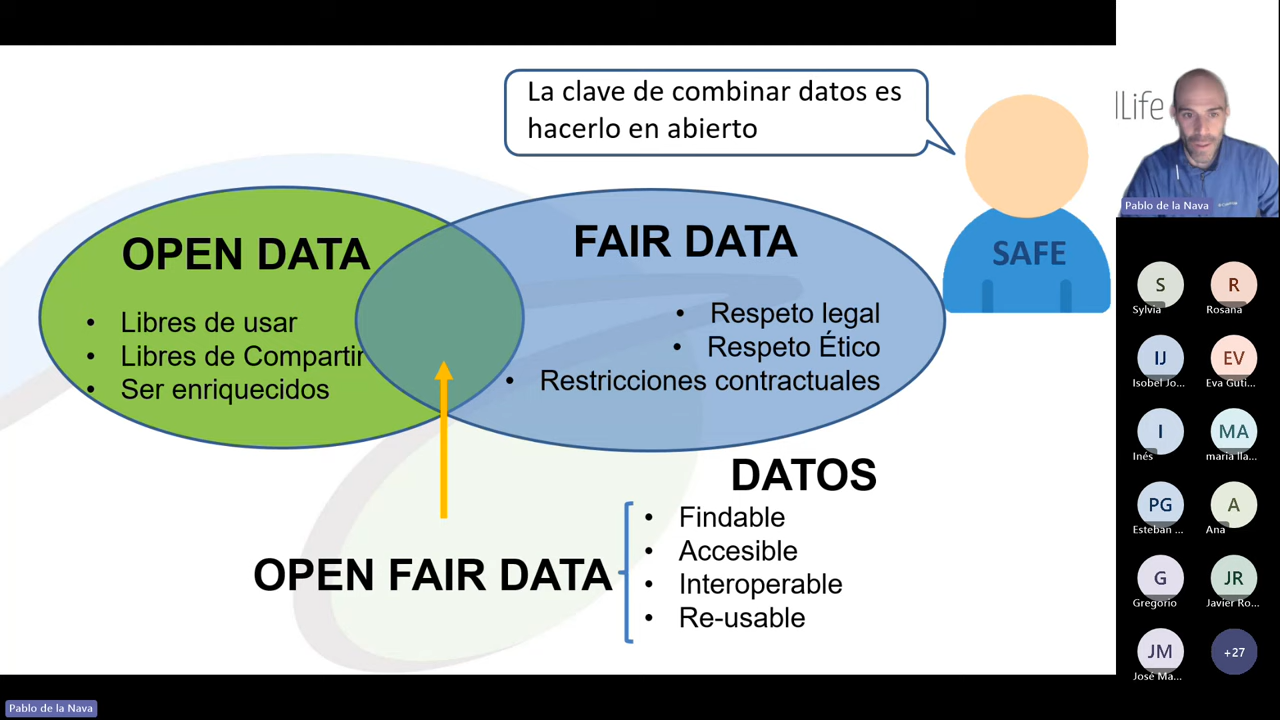 La clave de combinar datos es
hacerlo en abierto
OPEN DATA
• Libres de usar
• Libres de Compartir
• Ser enriquecidos
FAIR DATA
• Respeto legal
• Respeto Ético
• Restricciones contractuales
SAFE
DATOS
• Findable
• Accesible
• Interoperable
• Re-usable
OPEN FAIR DATA
Life
Pablo de la Nava
S
Sylvia
R
Rosana
IJ
Isobel Jo...
EV
Eva Guti...
I
Inés
MA
maria lla...
PG
Esteban ...
A
Ana
G
Gregorio
JR
Javier Ro...
JM
José Ma...
+27
Pablo de la Nava